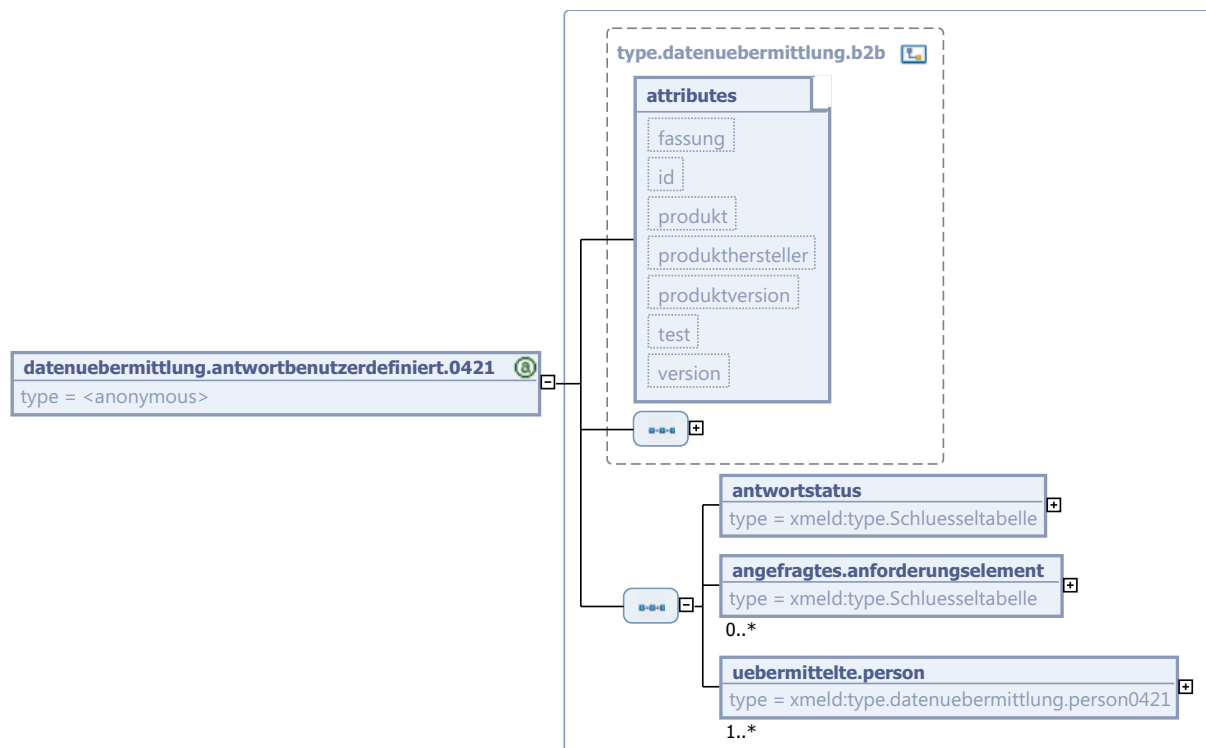 type.datenuebermittlung.b2b
attributes
fassung
id
produkt
produkthersteller
produktversion
test
version
datenuebermittlung.antwortbenutzerdefiniert.0421
type = <anonymous>
antwortstatus
type = xmeld:type.Schluesseltabelle
angefragtes.anforderungselement
type = xmeld:type.Schluesseltabelle
0..*
uebermittelte.person
type = xmeld:type.datenuebermittlung.person0421
1..*